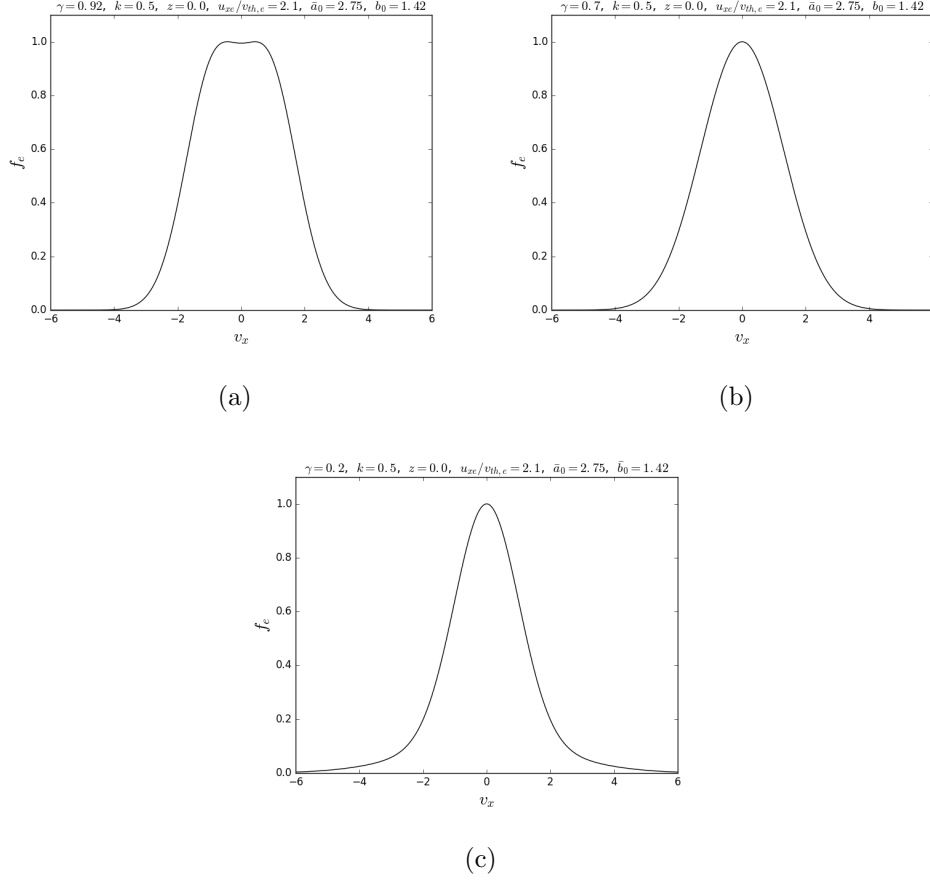 γ = 0.92, k = 0.5, z = 0.0, u_{xe}/v_{th,e} = 2.1, ā_0 = 2.75, b_0 = 1.42
γ = 0.7, k = 0.5, z = 0.0, u_{xe}/v_{th,e} = 2.1, ā_0 = 2.75, b_0 = 1.42
1.0 0.8 0.6 0.4 0.2 0.0
f_e
−6 −4 −2 0 2 4 6
v_x
(a)
1.0 0.8 0.6 0.4 0.2 0.0
f_e
−6 −4 −2 0 2 4
v_x
(b)
γ = 0.2, k = 0.5, z = 0.0, u_{xe}/v_{th,e} = 2.1, ā_0 = 2.75, b̄_0 = 1.42
1.0 0.8 0.6 0.4 0.2 0.0
f_e
−6 −4 −2 0 2 4 6
v_x
(c)